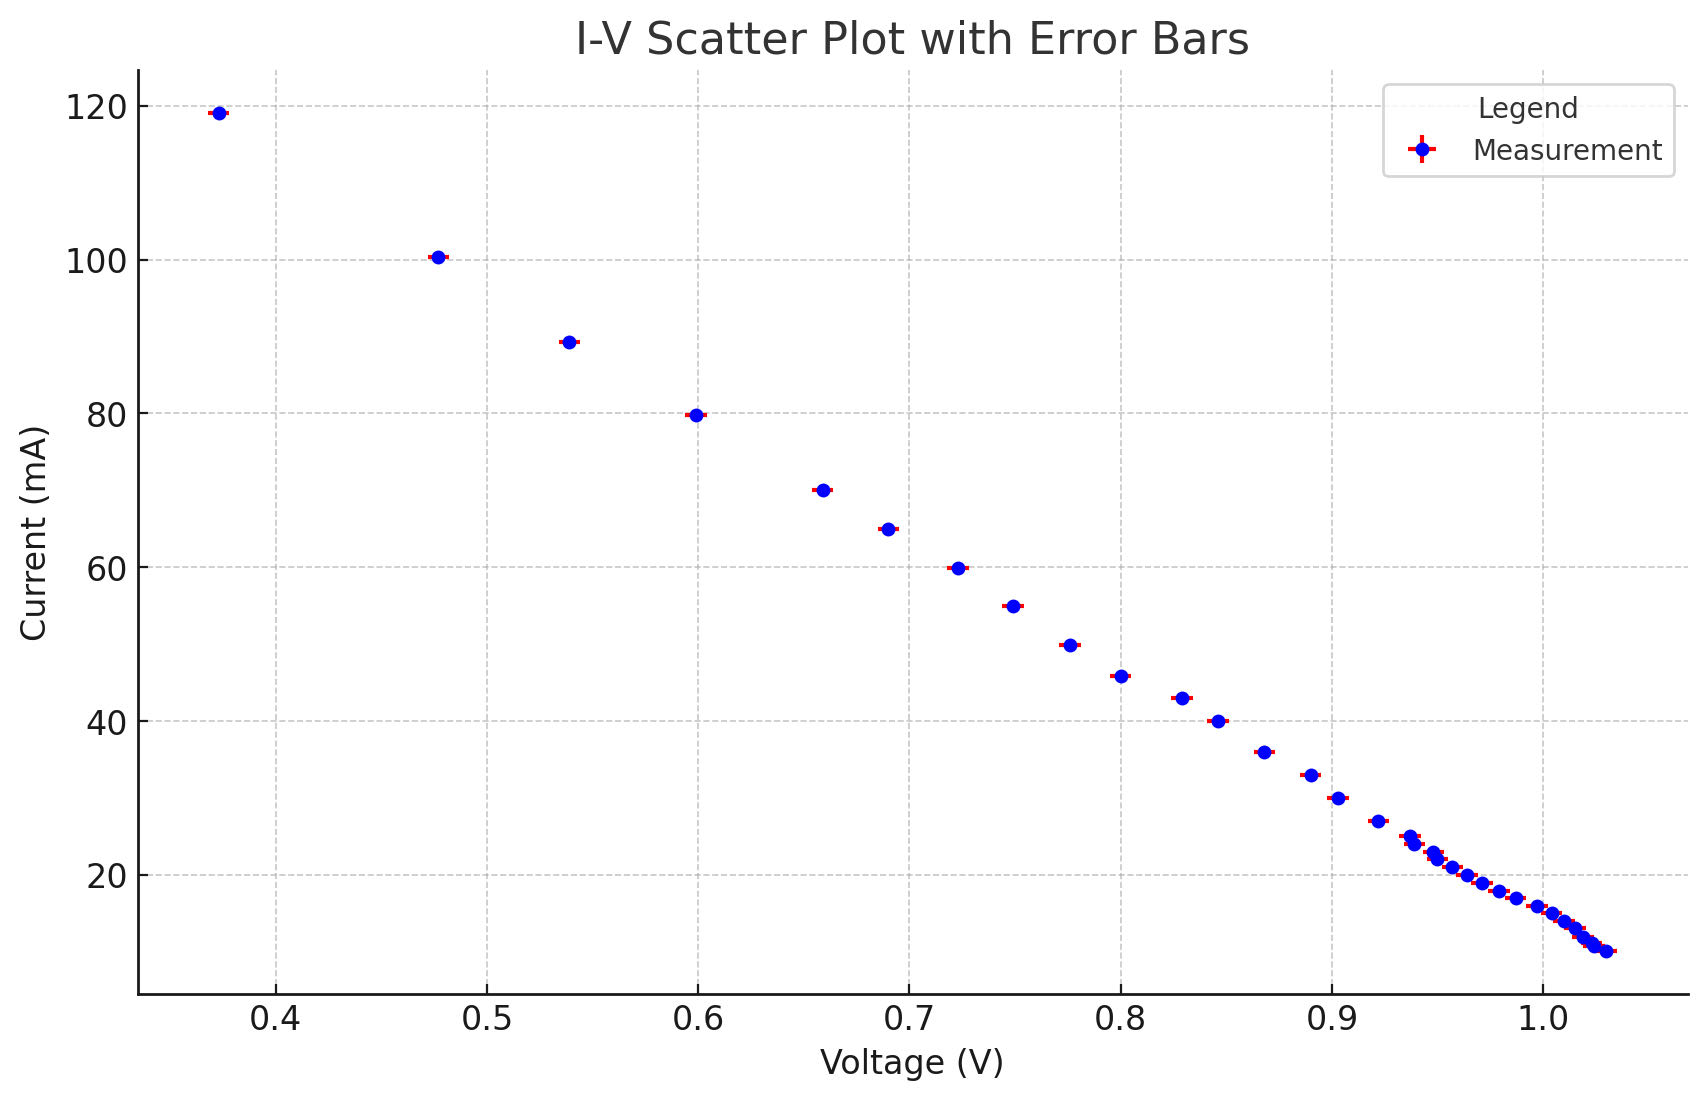 I-V Scatter Plot with Error Bars
Legend
Measurement
120
100
80
60
40
20
Current (mA)
0.4 0.5 0.6 0.7 0.8 0.9 1.0
Voltage (V)